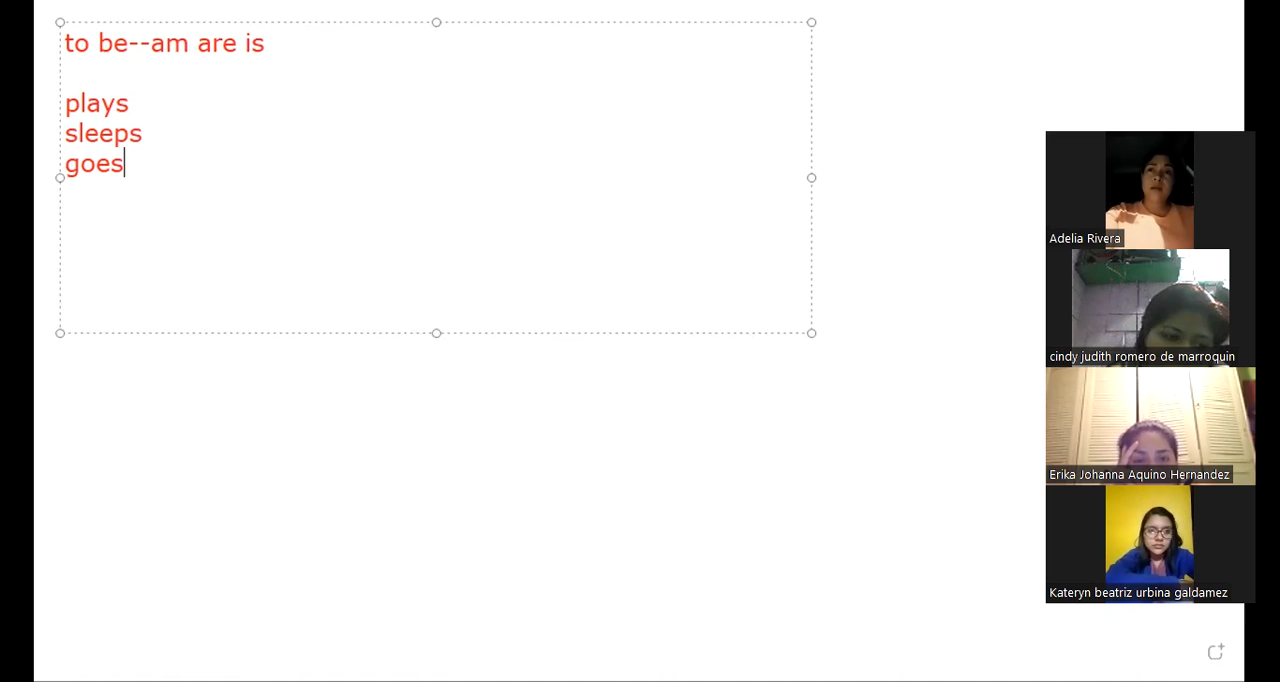 to be--am are is
plays
sleeps
goes
Adelia Rivera
cindy judith romero de marroquin
Erika Johanna Aquino Hernandez
Kateryn beatriz urbina galdamez